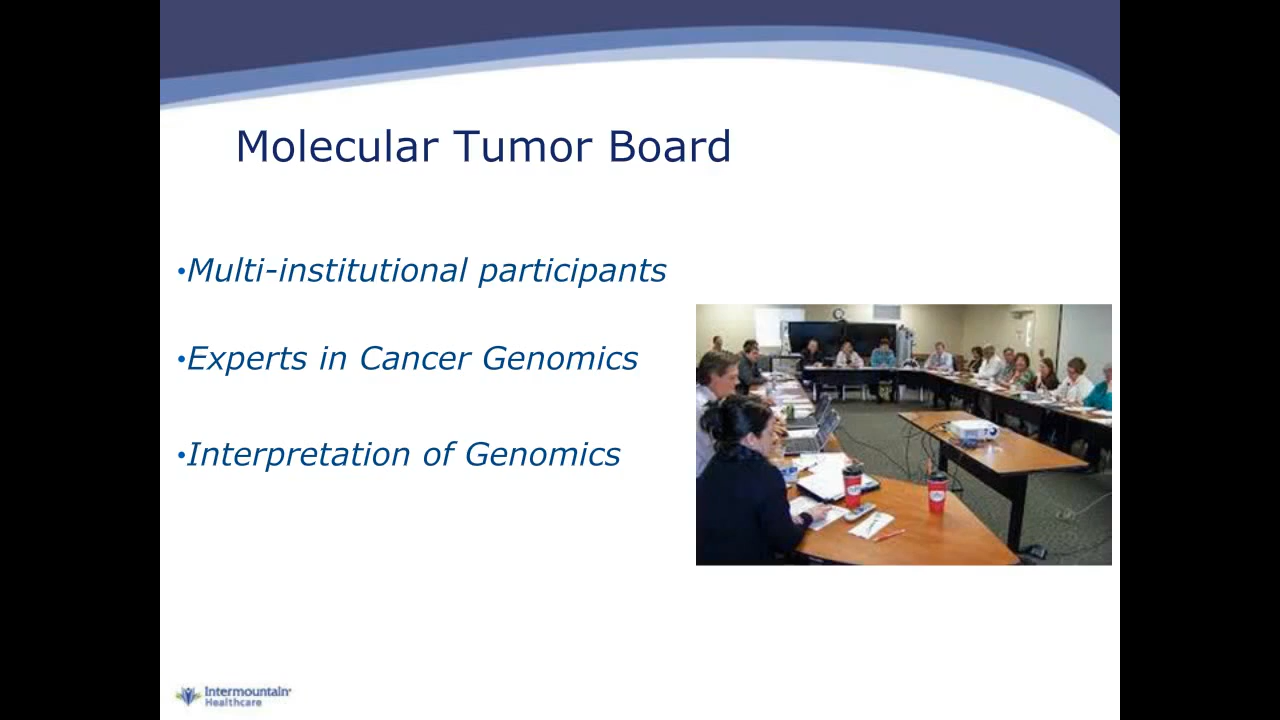 Molecular Tumor Board
•Multi-institutional participants
•Experts in Cancer Genomics
•Interpretation of Genomics
Intermountain
Healthcare